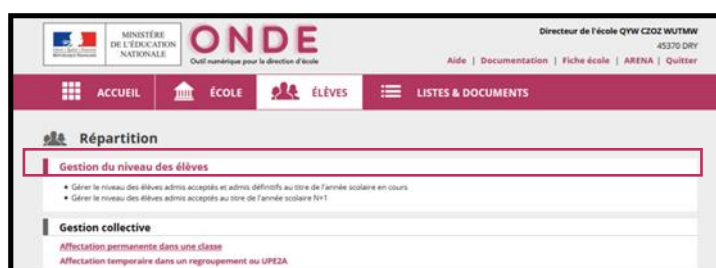 MINISTÈRE
DE L'ÉDUCATION
NATIONALE
ONDE
Outil numérique pour la direction d'école
Directeur de l'école QYW CZOZ WUTMW
45370 DRY
Aide | Documentation | Fiche école | ARENA | Quitter
ACCUEIL ÉCOLE ÉLÈVES LISTES & DOCUMENTS
Répartition
Gestion du niveau des élèves
• Gérer le niveau des élèves admis acceptés et admis définitifs au titre de l'année scolaire en cours
• Gérer le niveau des élèves admis acceptés au titre de l'année scolaire N+1
Gestion collective
Affectation permanente dans une classe
Affectation temporaire dans un regroupement ou UPE2A